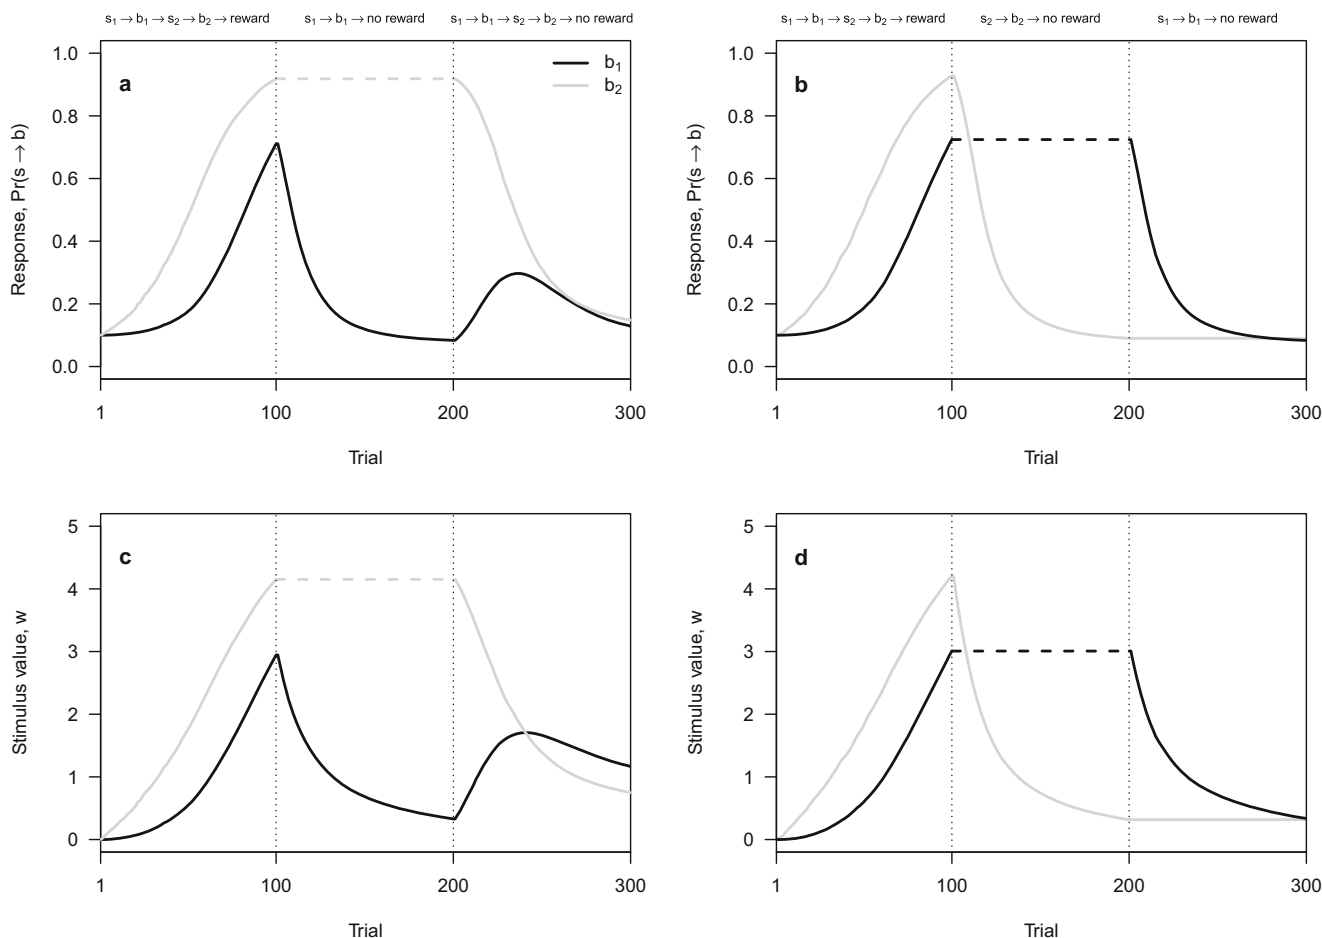 s₁ → b₁ → s₂ → b₂ → reward
s₁ → b₁ → no reward
s₁ → b₁ → s₂ → b₂ → no reward
Response, Pr(s → b)
1.0
0.8
0.6
0.4
0.2
0.0
a
b₁
b₂
1 100 200 300
Trial
s₁ → b₁ → s₂ → b₂ → reward
s₂ → b₂ → no reward
s₁ → b₁ → no reward
Response, Pr(s → b)
1.0
0.8
0.6
0.4
0.2
0.0
b
1 100 200 300
Trial
Stimulus value, w
5
4
3
2
1
0
c
1 100 200 300
Trial
Stimulus value, w
5
4
3
2
1
0
d
1 100 200 300
Trial